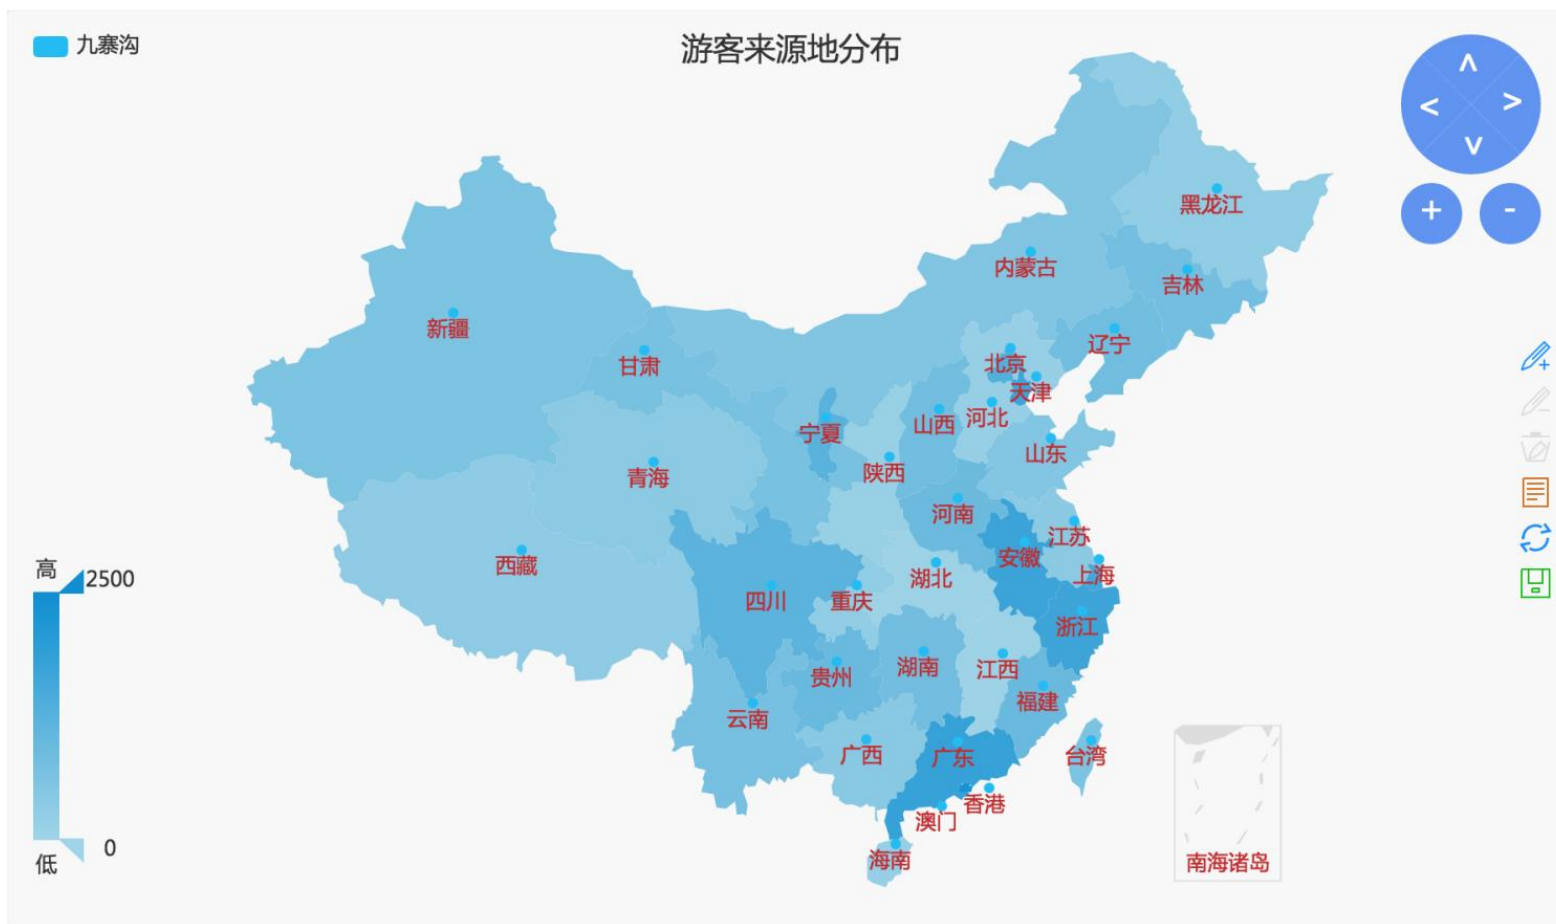 九寨沟
游客来源地分布
黑龙江
内蒙古
吉林
新疆
辽宁
甘肃
北京
天津
宁夏
山西
河北
山东
陕西
青海
河南
江苏
安徽
西藏
上海
湖北
四川
重庆
浙江
贵州
湖南
江西
福建
云南
广西
广东
台湾
香港
澳门
海南
南海诸岛
高
2500
0
低
+
-